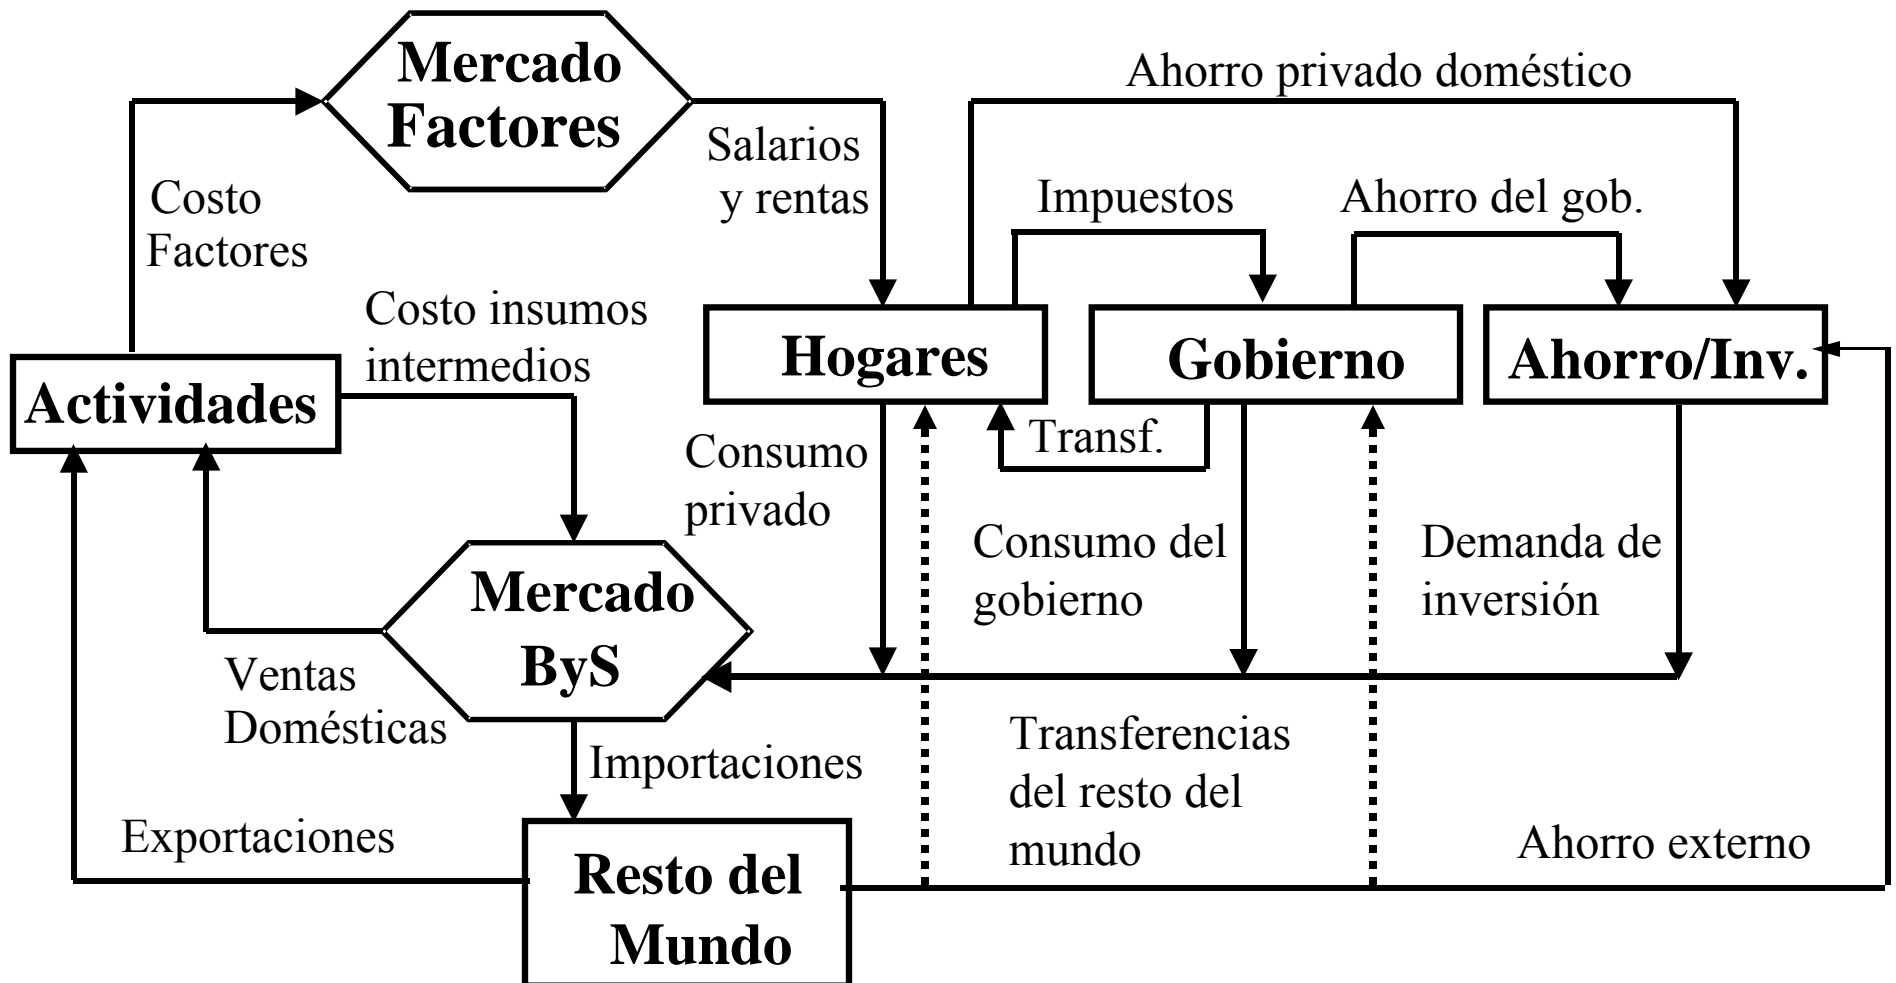 Mercado
Factores
Ahorro privado doméstico
Salarios
y rentas
Costo
Factores
Impuestos
Ahorro del gob.
Costo insumos
intermedios
Actividades
Hogares
Gobierno
Ahorro/Inv.
Transf.
Consumo
privado
Consumo del
gobierno
Demanda de
inversión
Mercado
ByS
Ventas
Domésticas
Importaciones
Transferencias
del resto del
mundo
Exportaciones
Ahorro externo
Resto del
Mundo